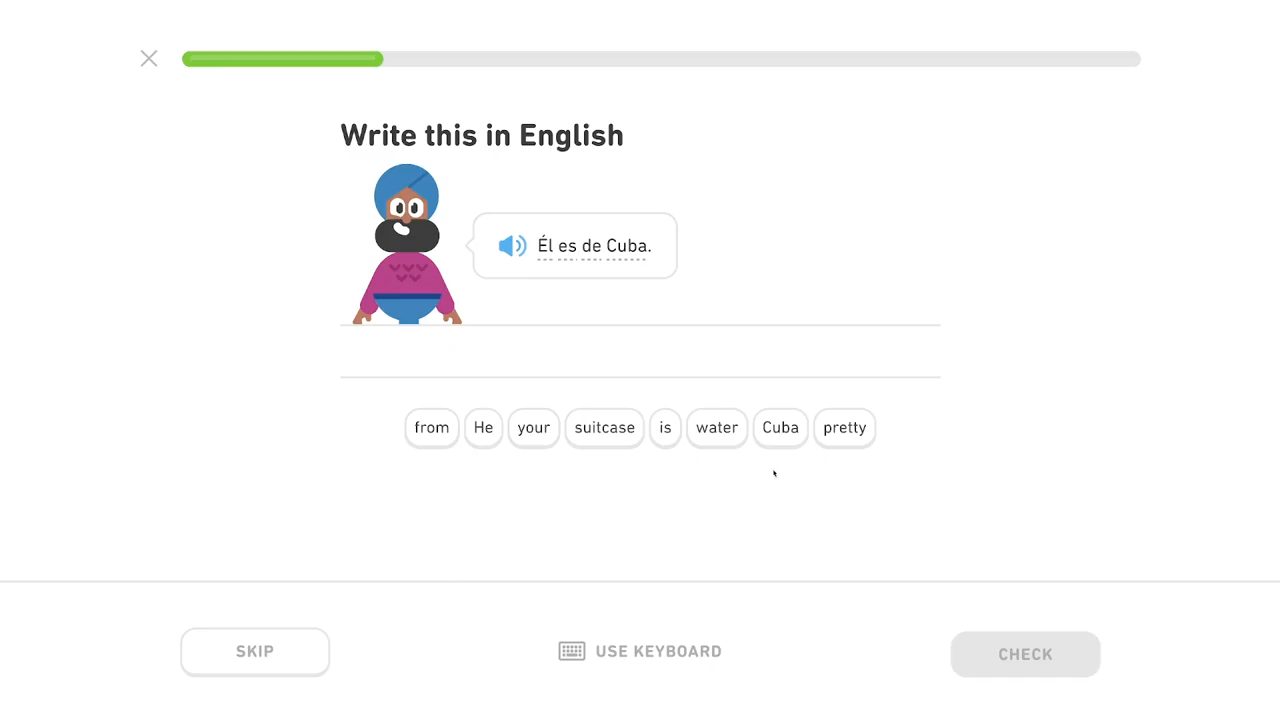 Write this in English
Él es de Cuba.
from He your suitcase is water Cuba pretty
SKIP USE KEYBOARD CHECK